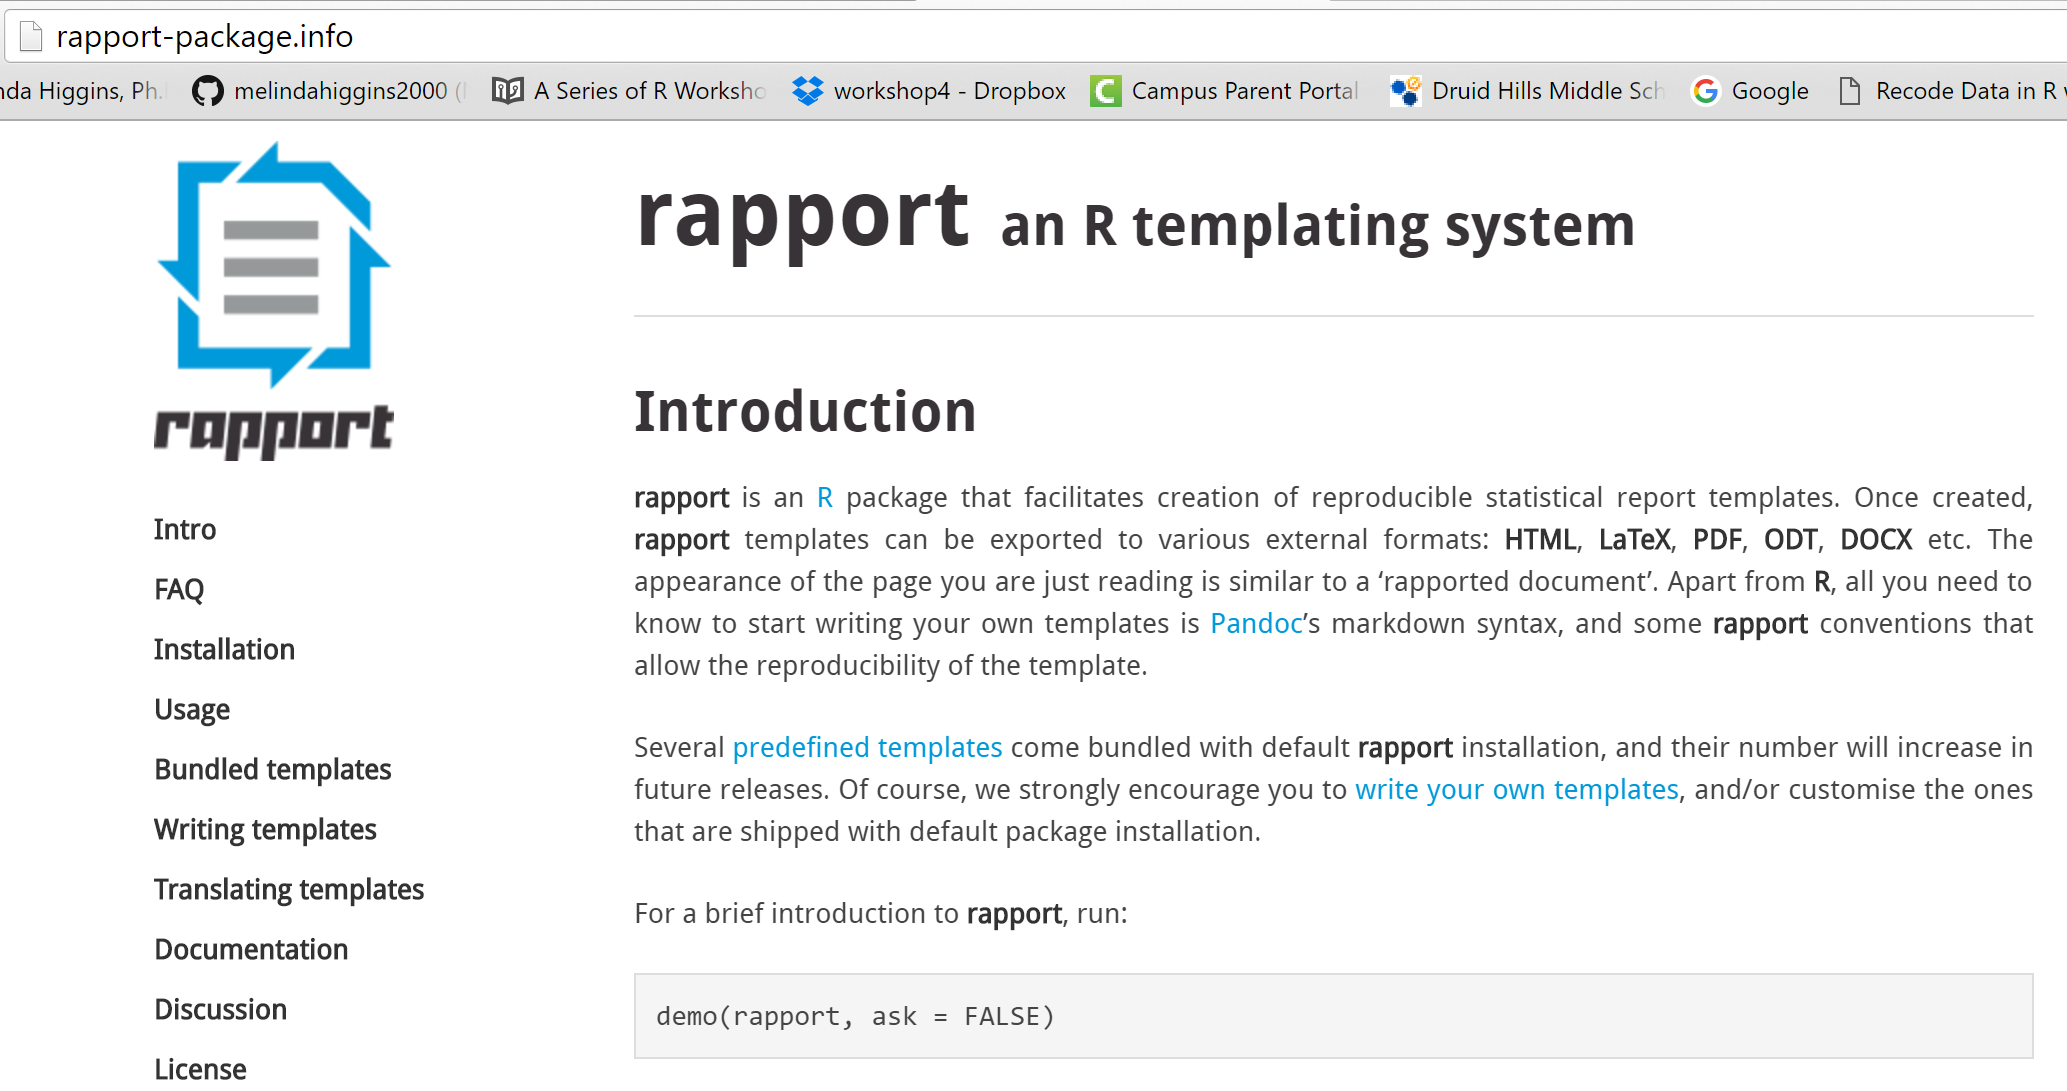 rapport-package.info
nda Higgins, Ph. melindahiggins2000 A Series of R Worksho workshop4 - Dropbox Campus Parent Portal Druid Hills Middle Sch Google Recode Data in R
rapport an R templating system
rapport
Intro
FAQ
Installation
Usage
Bundled templates
Writing templates
Translating templates
Documentation
Discussion
License
Introduction
rapport is an R package that facilitates creation of reproducible statistical report templates. Once created,
rapport templates can be exported to various external formats: HTML, LaTeX, PDF, ODT, DOCX etc. The
appearance of the page you are just reading is similar to a ‘rapported document’. Apart from R, all you need to
know to start writing your own templates is Pandoc’s markdown syntax, and some rapport conventions that
allow the reproducibility of the template.
Several predefined templates come bundled with default rapport installation, and their number will increase in
future releases. Of course, we strongly encourage you to write your own templates, and/or customise the ones
that are shipped with default package installation.
For a brief introduction to rapport, run:
demo(rapport, ask = FALSE)